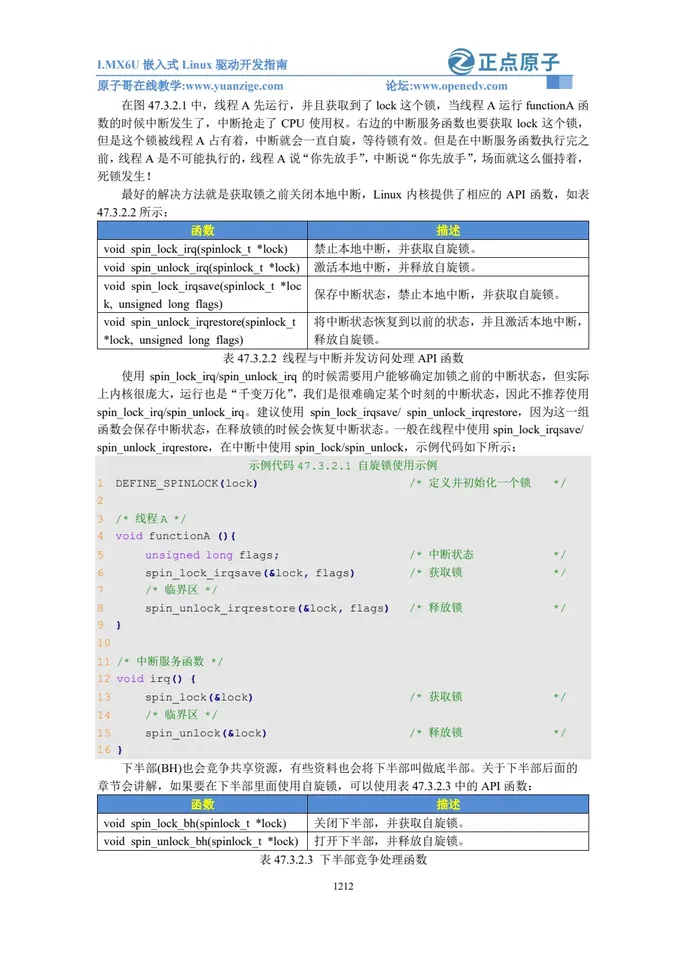 I.MX6U 嵌入式 Linux 驱动开发指南
正点原子
原子哥在线教学:www.yuanzige.com 论坛:www.openedv.com
在图 47.3.2.1 中，线程 A 先运行，并且获取到了 lock 这个锁，当线程 A 运行 functionA 函
数的时候中断发生了，中断抢走了 CPU 使用权。右边的中断服务函数也要获取 lock 这个锁，
但是这个锁被线程 A 占有着，中断就会一直自旋，等待锁有效。但是在中断服务函数执行完之
前，线程 A 是不可能执行的，线程 A 说“你先放手”，中断说“你先放手”，场面就这么僵持着，
死锁发生！
最好的解决方法就是获取锁之前关闭本地中断，Linux 内核提供了相应的 API 函数，如表
47.3.2.2 所示：
函数 描述
void spin_lock_irq(spinlock_t *lock) 禁止本地中断，并获取自旋锁。
void spin_unlock_irq(spinlock_t *lock) 激活本地中断，并释放自旋锁。
void spin_lock_irqsave(spinlock_t *loc
k, unsigned long flags)
保存中断状态，禁止本地中断，并获取自旋锁。
void spin_unlock_irqrestore(spinlock_t
*lock, unsigned long flags)
将中断状态恢复到以前的状态，并且激活本地中断，
释放自旋锁。
表 47.3.2.2 线程与中断并发访问处理 API 函数
使用 spin_lock_irq/spin_unlock_irq 的时候需要用户能够确定加锁之前的中断状态，但实际
上内核很庞大，运行也是“千变万化”，我们是很难确定某个时刻的中断状态，因此不推荐使用
spin_lock_irq/spin_unlock_irq。建议使用 spin_lock_irqsave/ spin_unlock_irqrestore，因为这一组
函数会保存中断状态，在释放锁的时候会恢复中断状态。一般在线程中使用 spin_lock_irqsave/
spin_unlock_irqrestore，在中断中使用 spin_lock/spin_unlock，示例代码如下所示：
示例代码 47.3.2.1 自旋锁使用示例
1 DEFINE_SPINLOCK(lock) /* 定义并初始化一个锁 */
2
3 /* 线程 A */
4 void functionA (){
5 unsigned long flags; /* 中断状态 */
6 spin_lock_irqsave(&lock, flags) /* 获取锁 */
7 /* 临界区 */
8 spin_unlock_irqrestore(&lock, flags) /* 释放锁 */
9 }
10
11 /* 中断服务函数 */
12 void irq() {
13 spin_lock(&lock) /* 获取锁 */
14 /* 临界区 */
15 spin_unlock(&lock) /* 释放锁 */
16 }
下半部(BH)也会竞争共享资源，有些资料也会将下半部叫做底半部。关于下半部后面的
章节会讲解，如果要在下半部里面使用自旋锁，可以使用表 47.3.2.3 中的 API 函数：
函数 描述
void spin_lock_bh(spinlock_t *lock) 关闭下半部，并获取自旋锁。
void spin_unlock_bh(spinlock_t *lock) 打开下半部，并释放自旋锁。
表 47.3.2.3 下半部竞争处理函数
1212